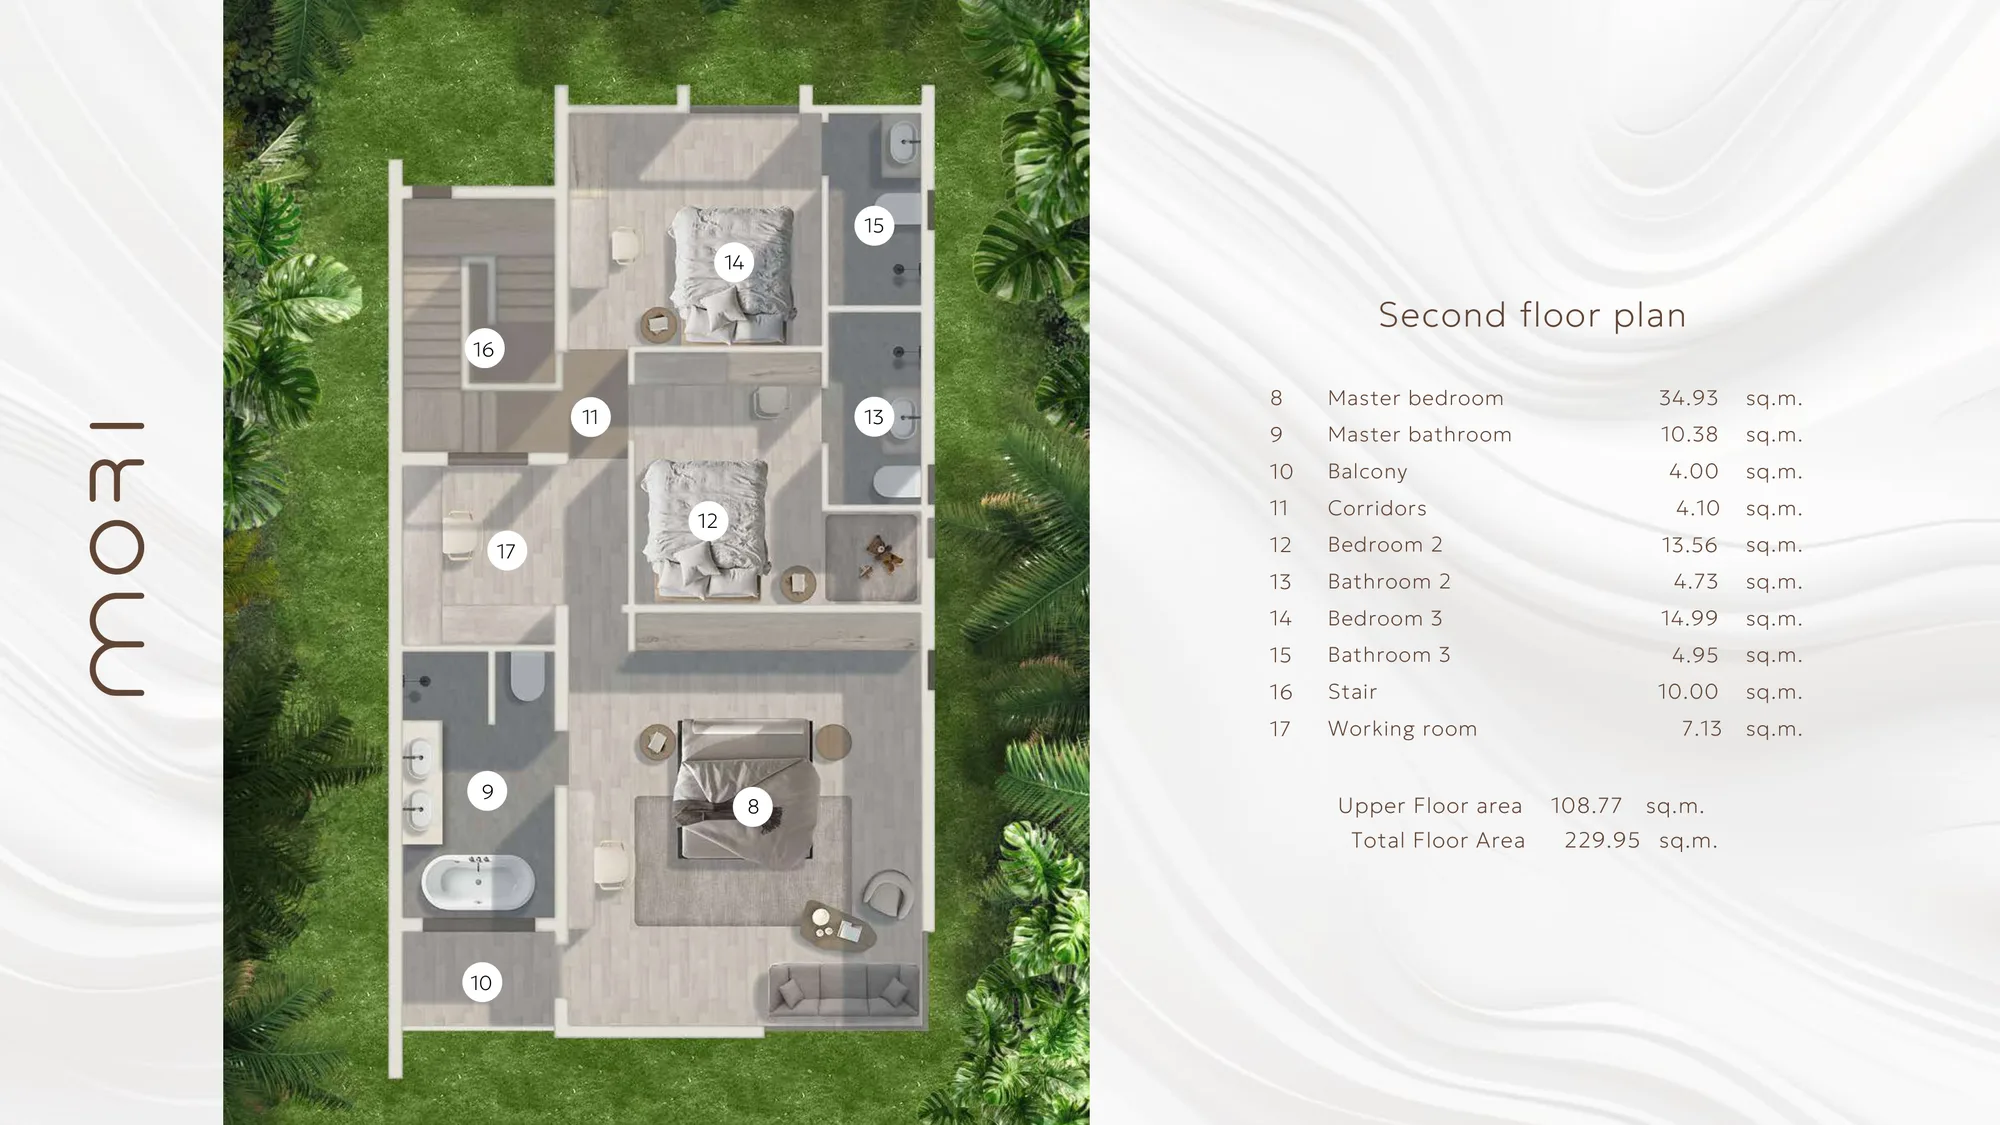 MORI
14
15
16
11
13
12
17
9
8
10
Second floor plan
8 Master bedroom 34.93 sq.m.
9 Master bathroom 10.38 sq.m.
10 Balcony 4.00 sq.m.
11 Corridors 4.10 sq.m.
12 Bedroom 2 13.56 sq.m.
13 Bathroom 2 4.73 sq.m.
14 Bedroom 3 14.99 sq.m.
15 Bathroom 3 4.95 sq.m.
16 Stair 10.00 sq.m.
17 Working room 7.13 sq.m.
Upper Floor area 108.77 sq.m.
Total Floor Area 229.95 sq.m.